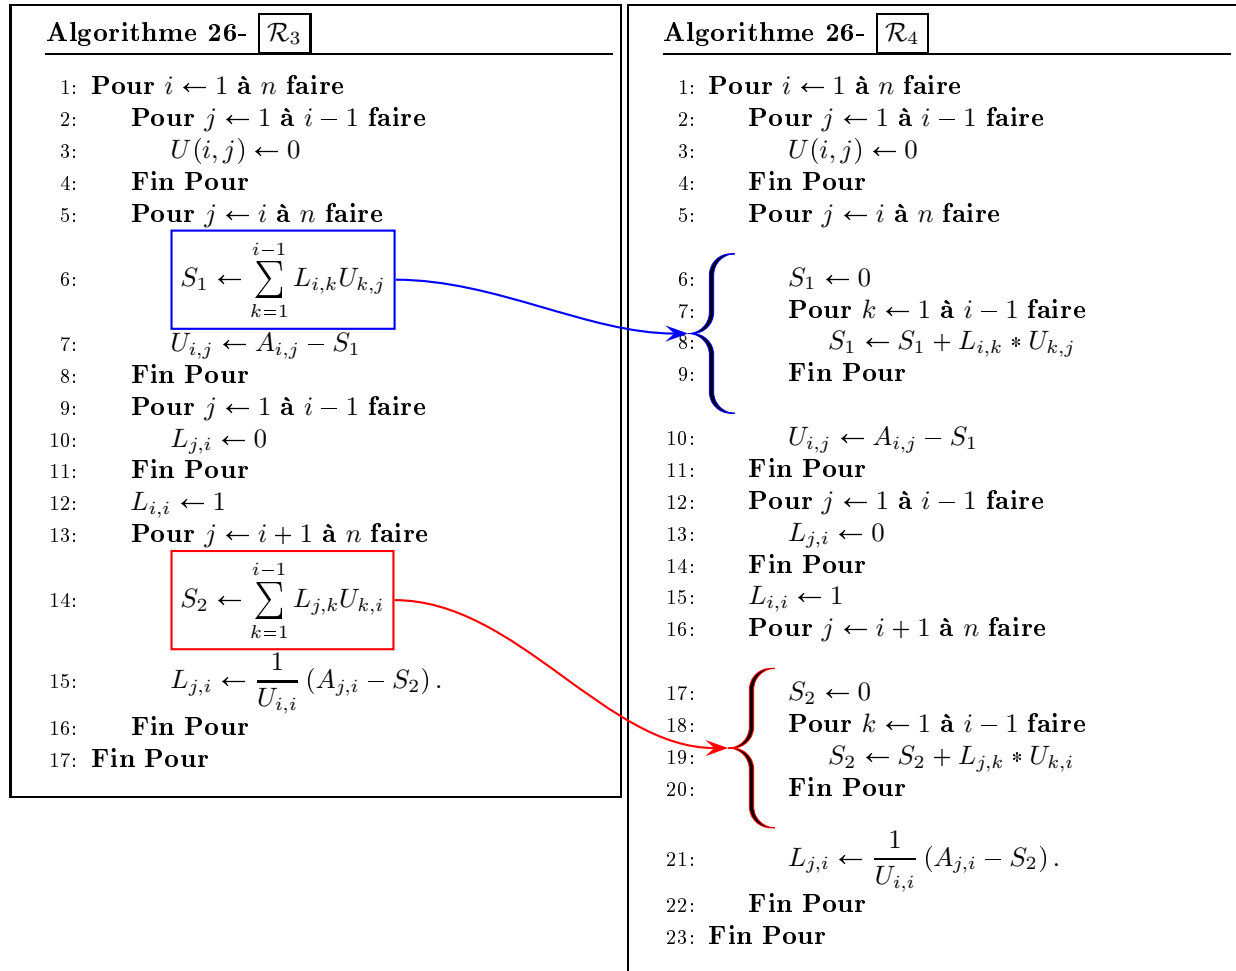 Algorithme 26- R₃
1: Pour i ← 1 à n faire
2: Pour j ← 1 à i − 1 faire
3: U(i, j) ← 0
4: Fin Pour
5: Pour j ← i à n faire
6: S₁ ← ∑_{k=1}^{i−1} L_{i,k}U_{k,j}
7: U_{i,j} ← A_{i,j} − S₁
8: Fin Pour
9: Pour j ← 1 à i − 1 faire
10: L_{j,i} ← 0
11: Fin Pour
12: L_{i,i} ← 1
13: Pour j ← i + 1 à n faire
14: S₂ ← ∑_{k=1}^{i−1} L_{j,k}U_{k,i}
15: L_{j,i} ← \frac{1}{U_{i,i}} (A_{j,i} − S₂).
16: Fin Pour
17: Fin Pour
Algorithme 26- R₄
1: Pour i ← 1 à n faire
2: Pour j ← 1 à i − 1 faire
3: U(i, j) ← 0
4: Fin Pour
5: Pour j ← i à n faire
6: S₁ ← 0
7: Pour k ← 1 à i − 1 faire
8: S₁ ← S₁ + L_{i,k} ∗ U_{k,j}
9: Fin Pour
10: U_{i,j} ← A_{i,j} − S₁
11: Fin Pour
12: Pour j ← 1 à i − 1 faire
13: L_{j,i} ← 0
14: Fin Pour
15: L_{i,i} ← 1
16: Pour j ← i + 1 à n faire
17: S₂ ← 0
18: Pour k ← 1 à i − 1 faire
19: S₂ ← S₂ + L_{j,k} ∗ U_{k,i}
20: Fin Pour
21: L_{j,i} ← \frac{1}{U_{i,i}} (A_{j,i} − S₂).
22: Fin Pour
23: Fin Pour